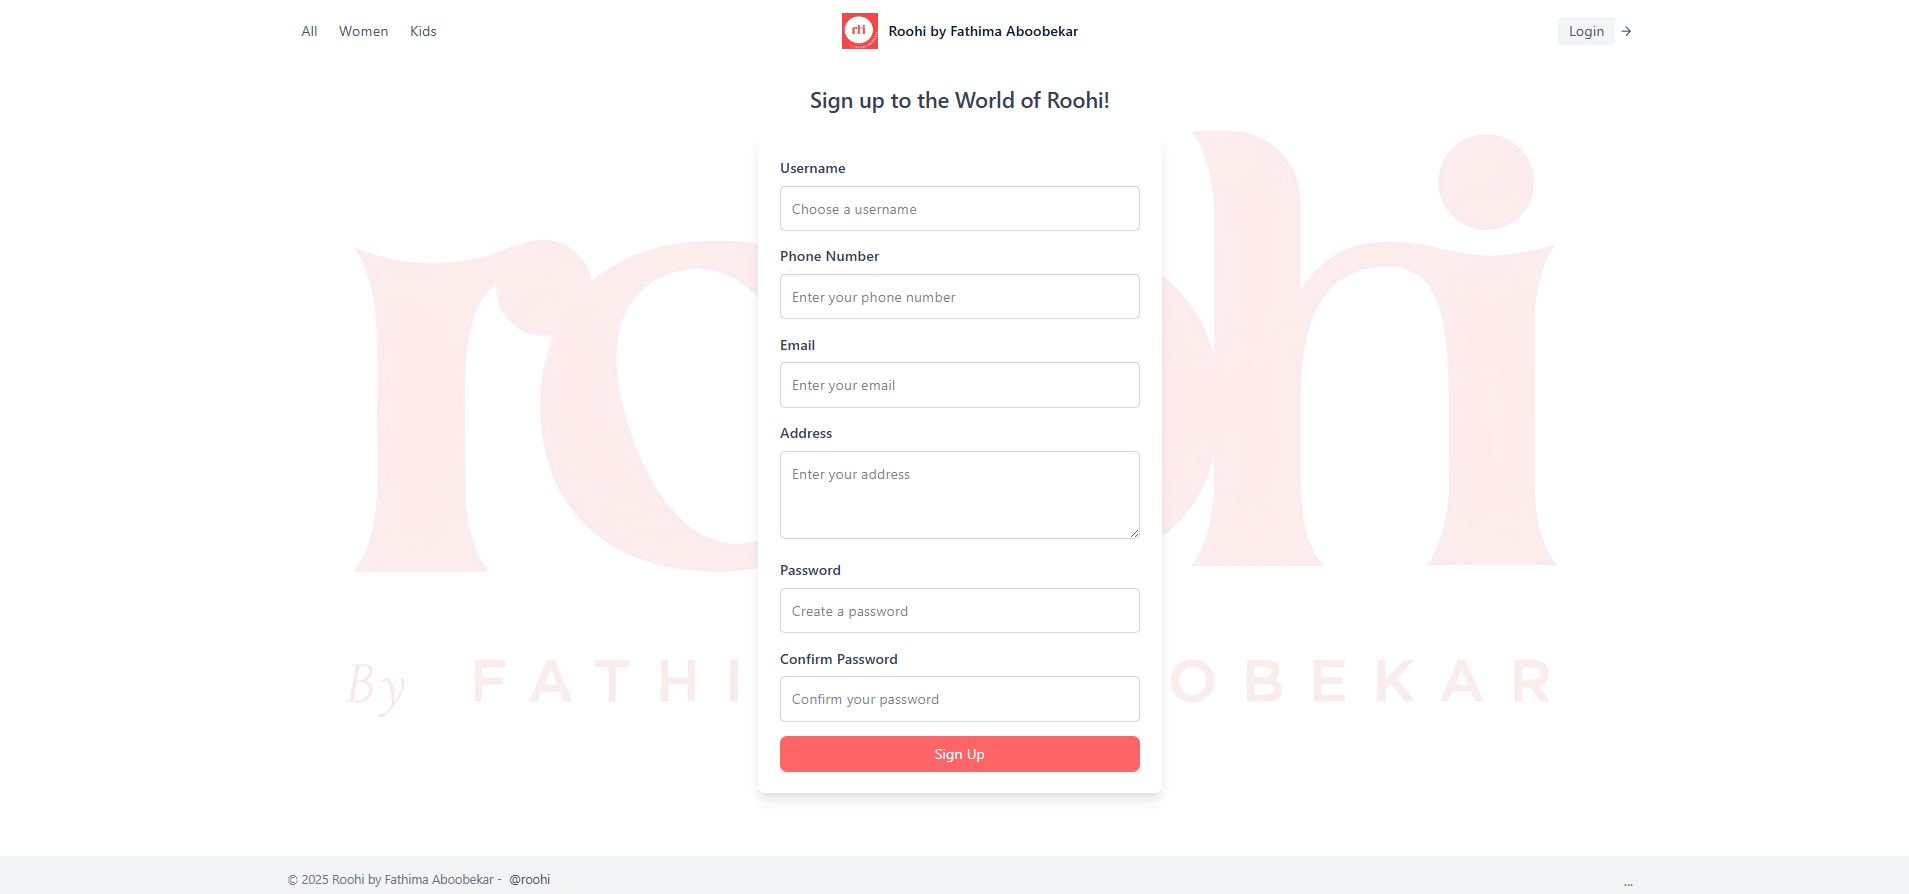 All Women Kids
rhi
Roohi by Fathima Aboobekar
Login →
Sign up to the World of Roohi!
Username
Choose a username
Phone Number
Enter your phone number
Email
Enter your email
Address
Enter your address
Password
Create a password
Confirm Password
Confirm your password
Sign Up
By FATHI OBEKAR
© 2025 Roohi by Fathima Aboobekar - @roohi
...